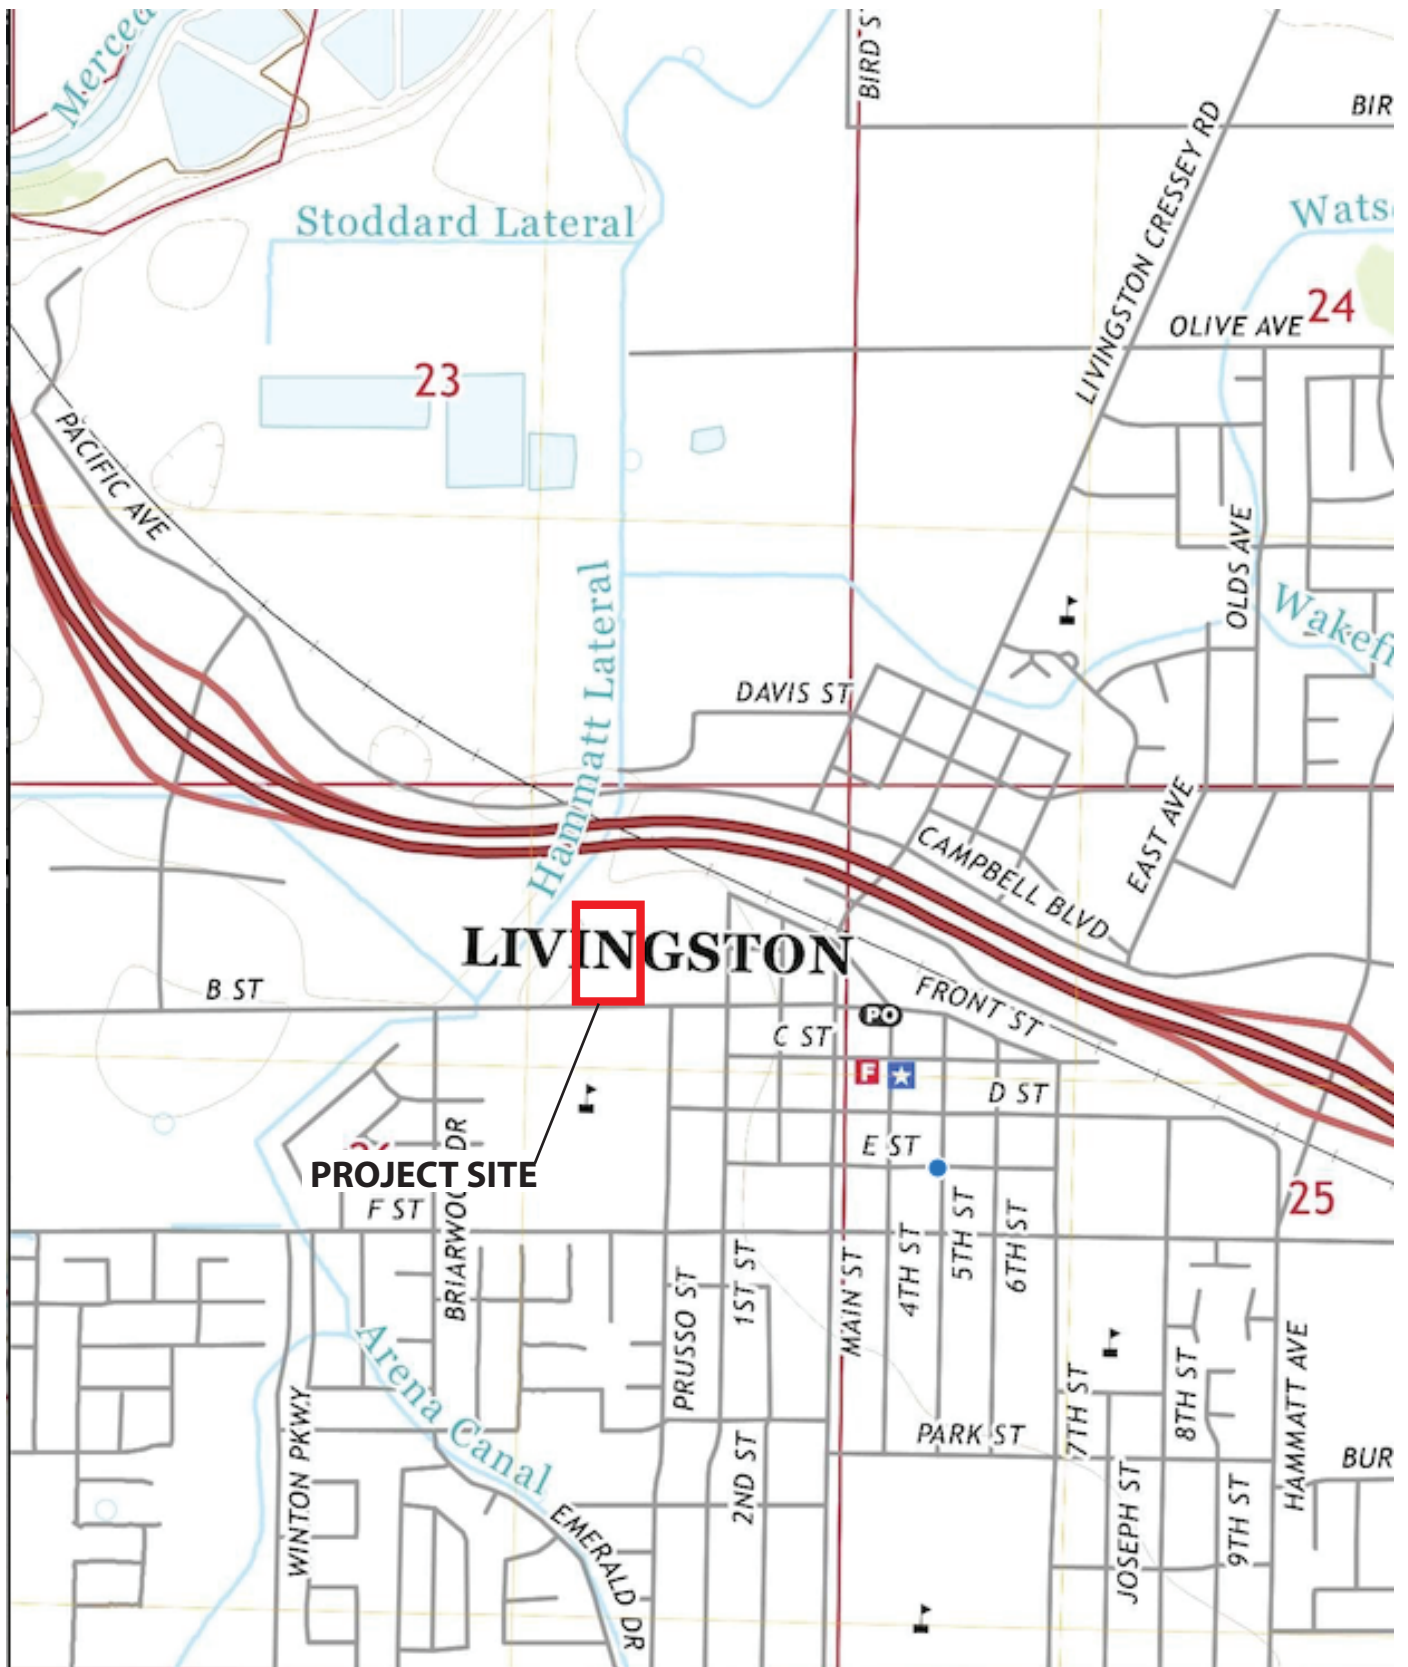 Merced
BIRD S
BIR
LIVINGSTON CRESSEY RD
Stoddard Lateral
Wats
OLIVE AVE
24
23
PACIFIC AVE
OLDS AVE
Hammatt Lateral
Wakef
DAVIS ST
EAST AVE
CAMPBELL BLVD
LIVINGSTON
B ST
FRONT ST
PO
C ST
F
D ST
BRIARWO DR
E ST
PROJECT SITE
25
F ST
4TH ST
5TH ST
6TH ST
1ST ST
MAIN ST
PRUSSO ST
Arena Canal
WINTON PKWY
7TH ST
8TH ST
HAMMATT AVE
PARK ST
2ND ST
BUR
JOSEPH ST
9TH ST
EMERALD DR